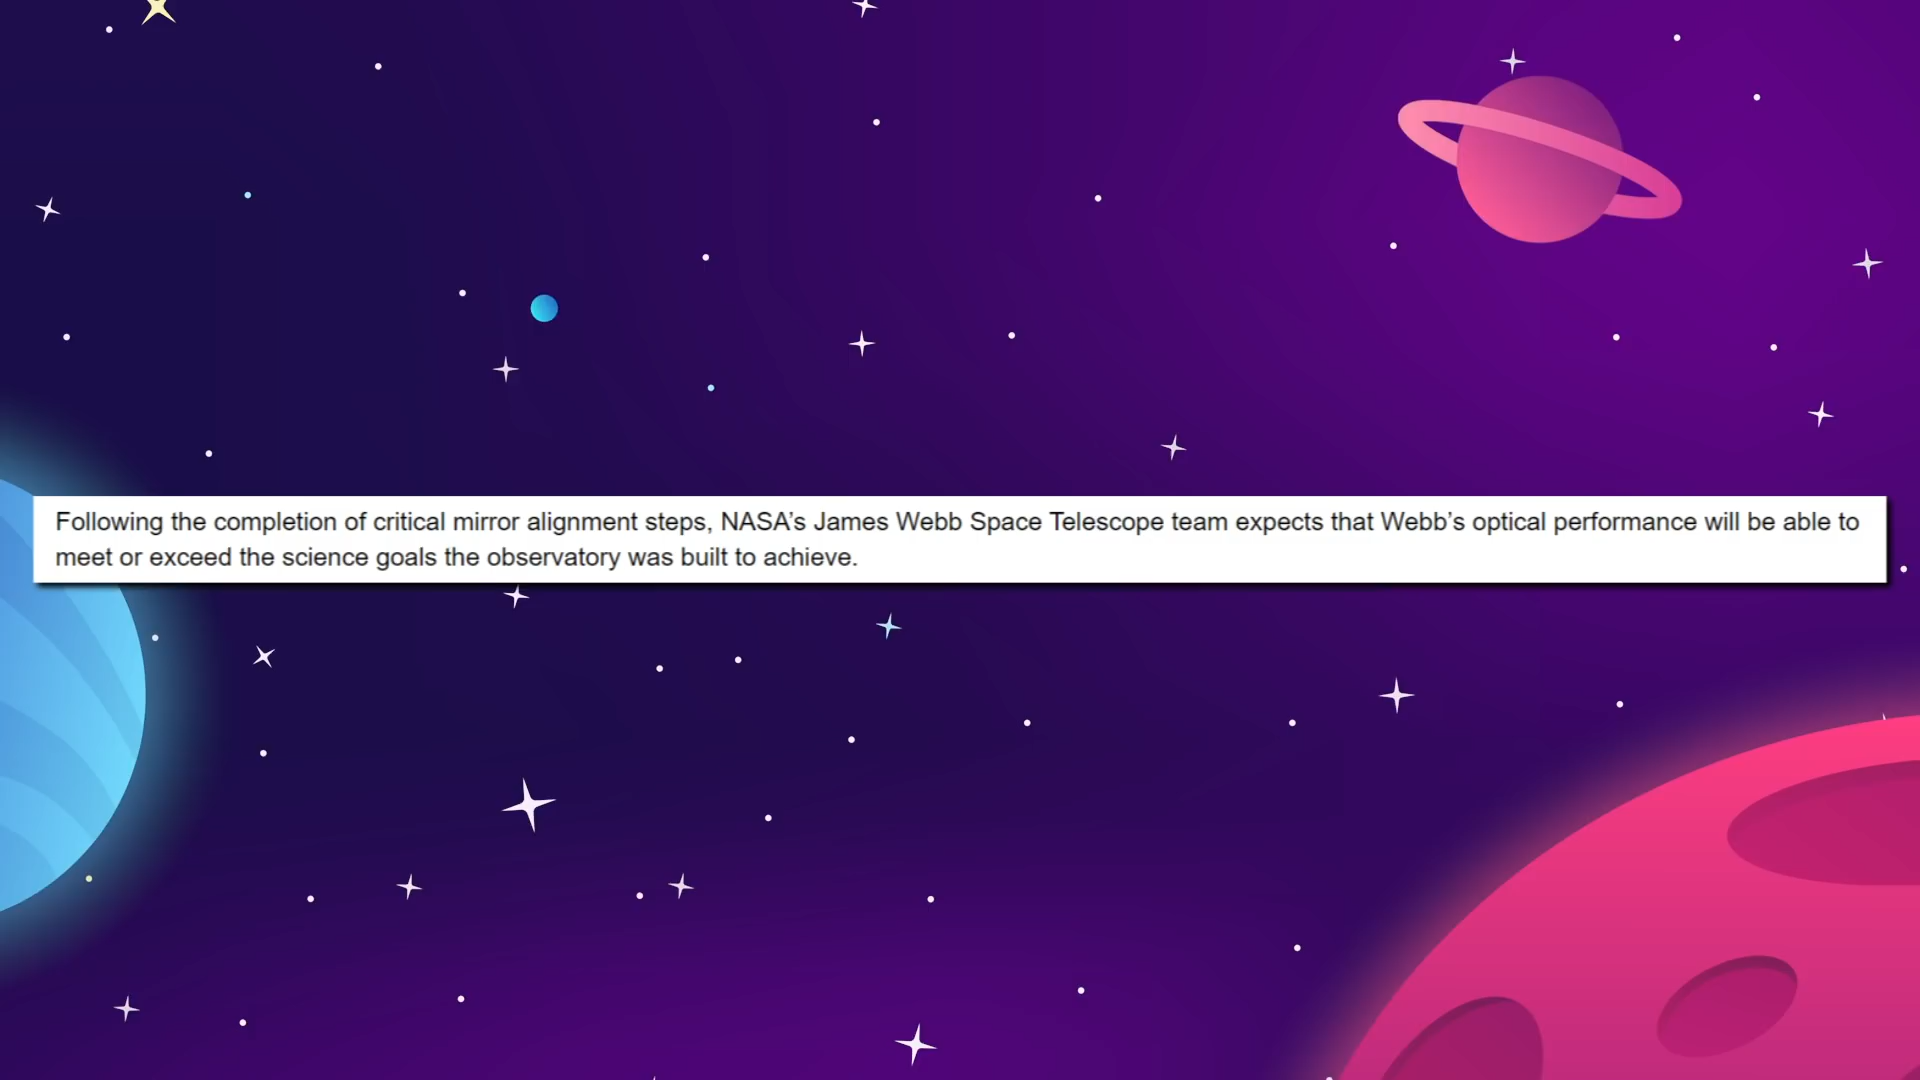 Following the completion of critical mirror alignment steps, NASA’s James Webb Space Telescope team expects that Webb’s optical performance will be able to
meet or exceed the science goals the observatory was built to achieve.